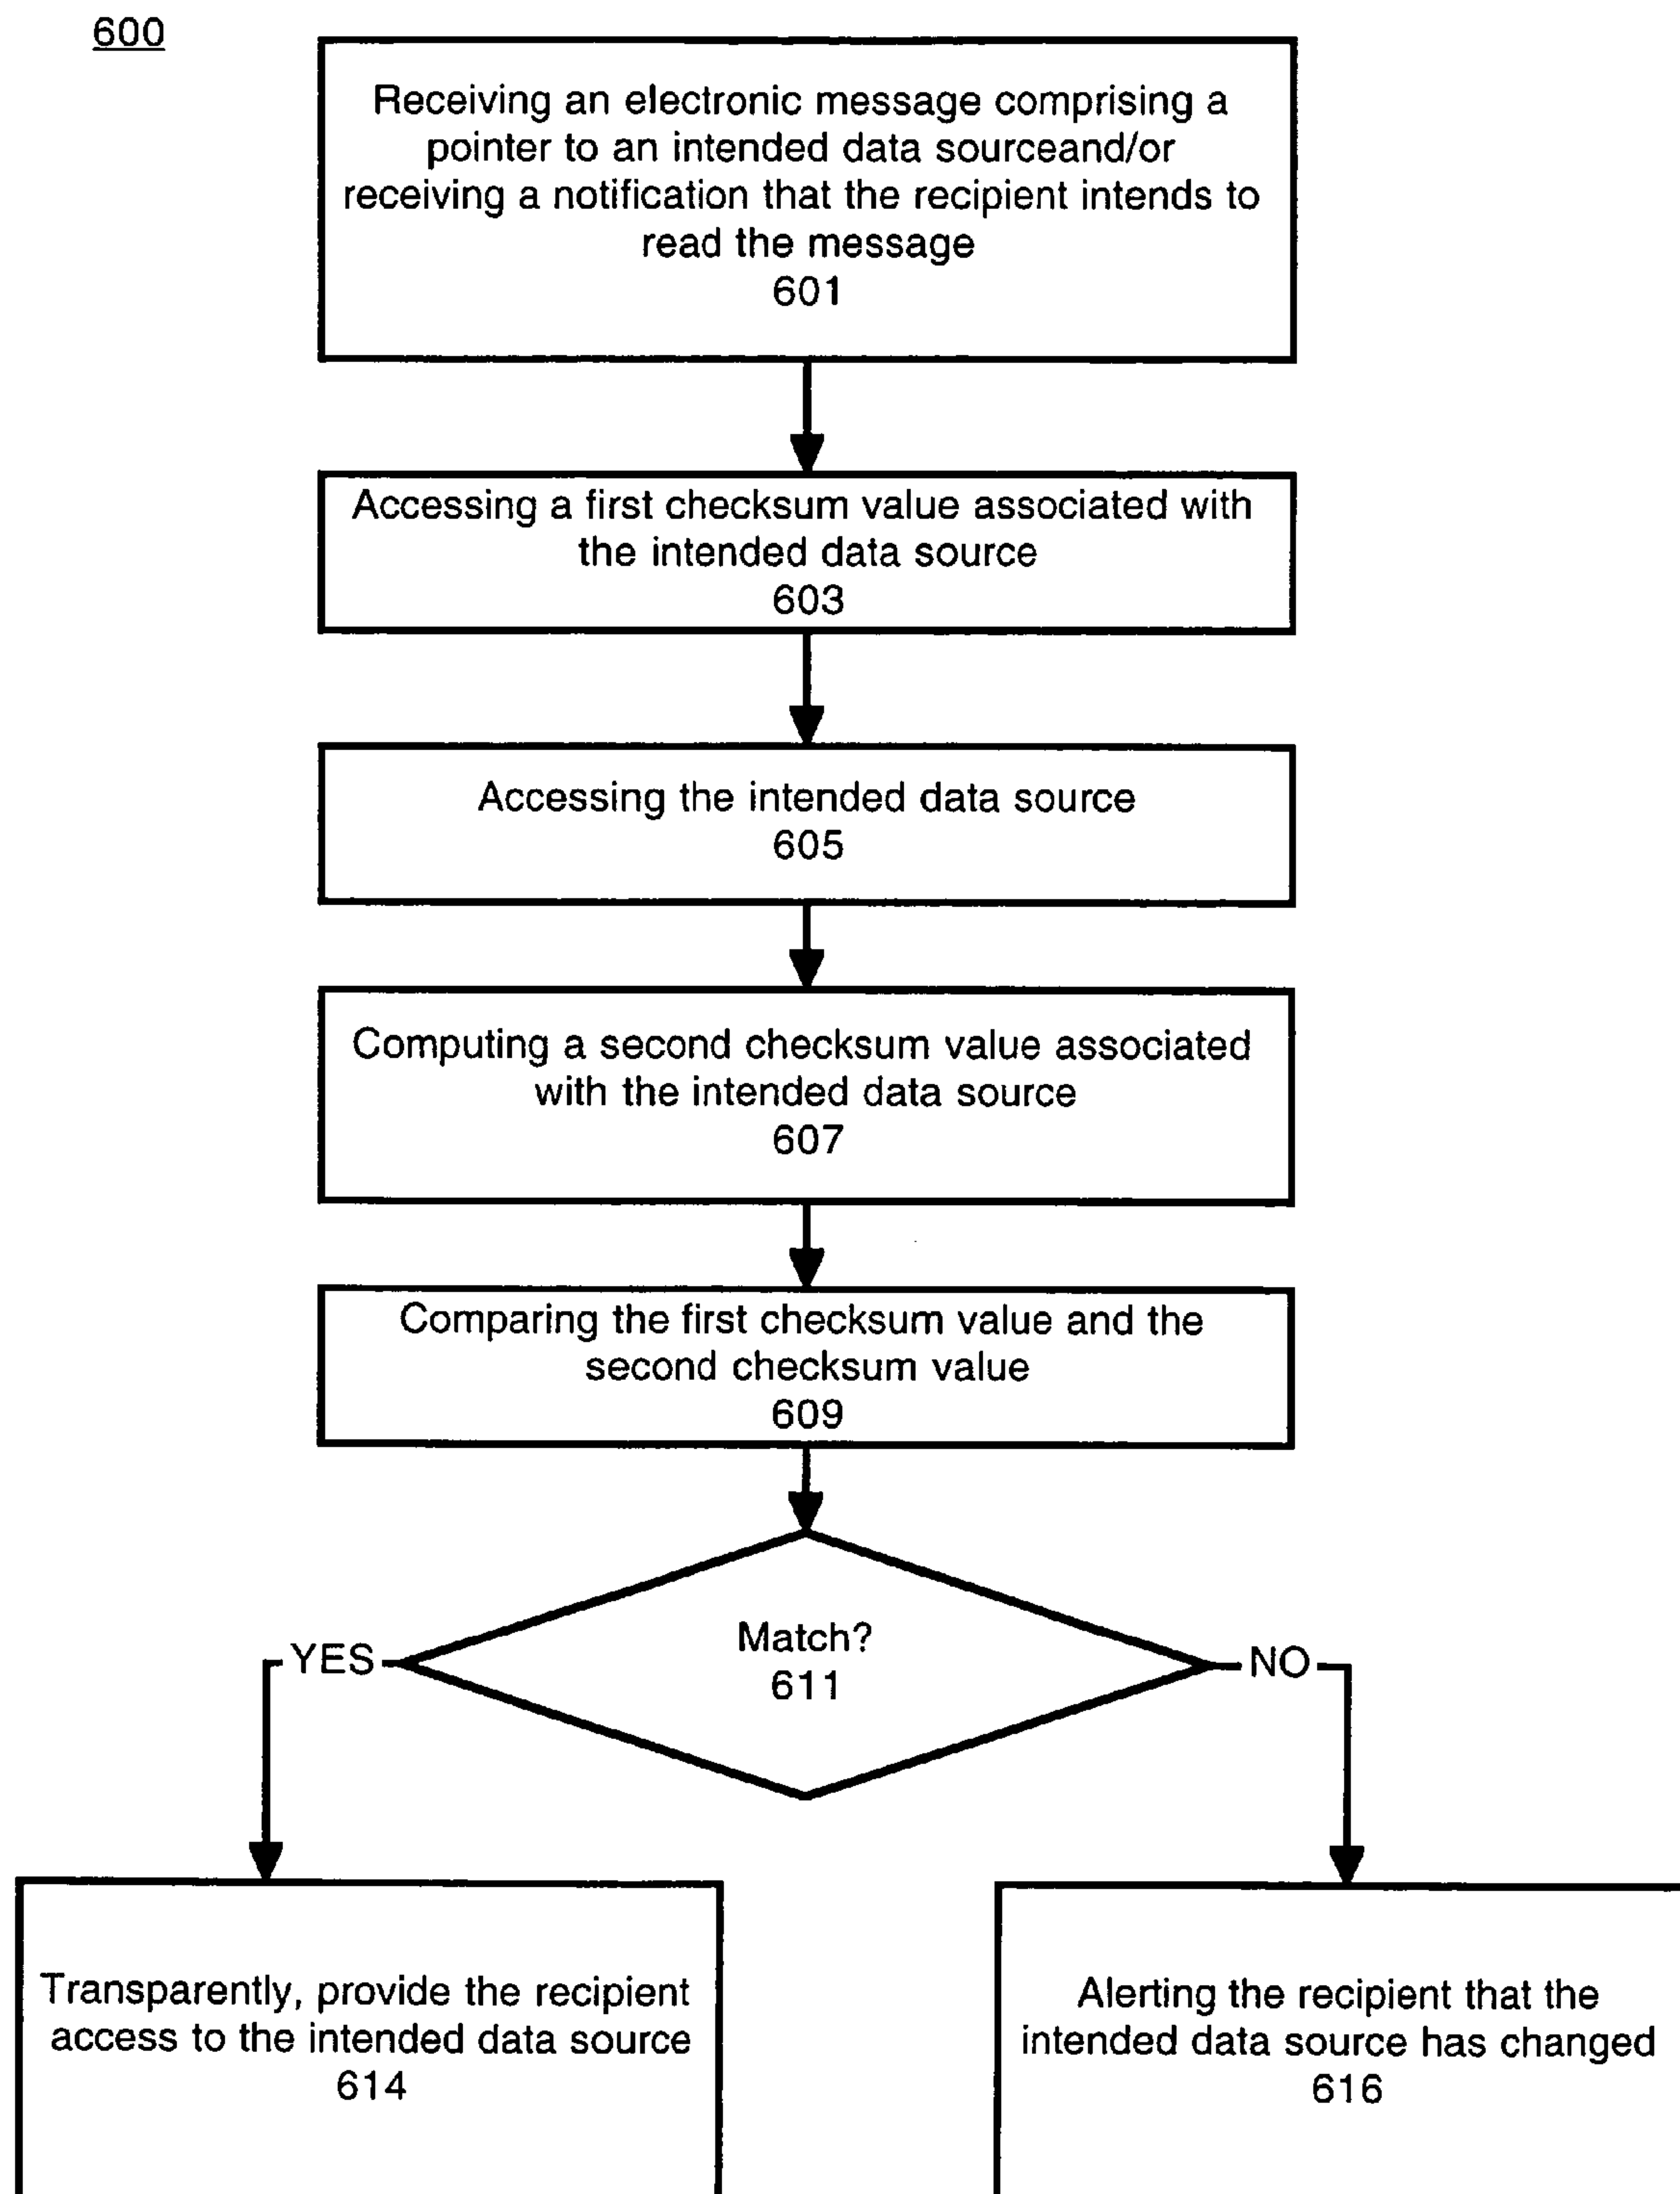 600
Receiving an electronic message comprising a
pointer to an intended data sourceand/or
receiving a notification that the recipient intends to
read the message
601
Accessing a first checksum value associated with
the intended data source
603
Accessing the intended data source
605
Computing a second checksum value associated
with the intended data source
607
Comparing the first checksum value and the
second checksum value
609
Match?
611
YES
NO
Transparently, provide the recipient
access to the intended data source
614
Alerting the recipient that the
intended data source has changed
616